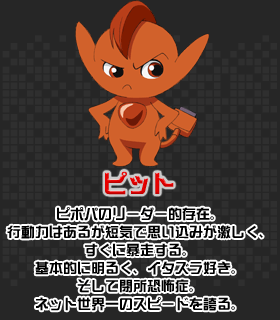 ピット
ピポパのリーダー的存在。
行動力はあるが短気で思い込みが激しく、
すぐに暴走する。
基本的に明るく、イタズラ好き。
そして閉所恐怖症。
ネット世界一のスピードを誇る。